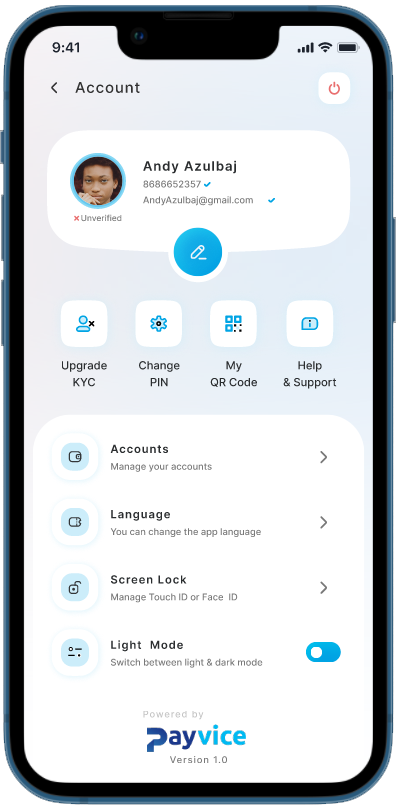 9:41
Account
Andy Azulbaj
8686652357
AndyAzulbaj@gmail.com
Unverified
Upgrade
KYC
Change
PIN
My
QR Code
Help
& Support
Accounts
Manage your accounts
Language
You can change the app language
Screen Lock
Manage Touch ID or Face ID
Light Mode
Switch between light & dark mode
Powered by
Payvice
Version 1.0